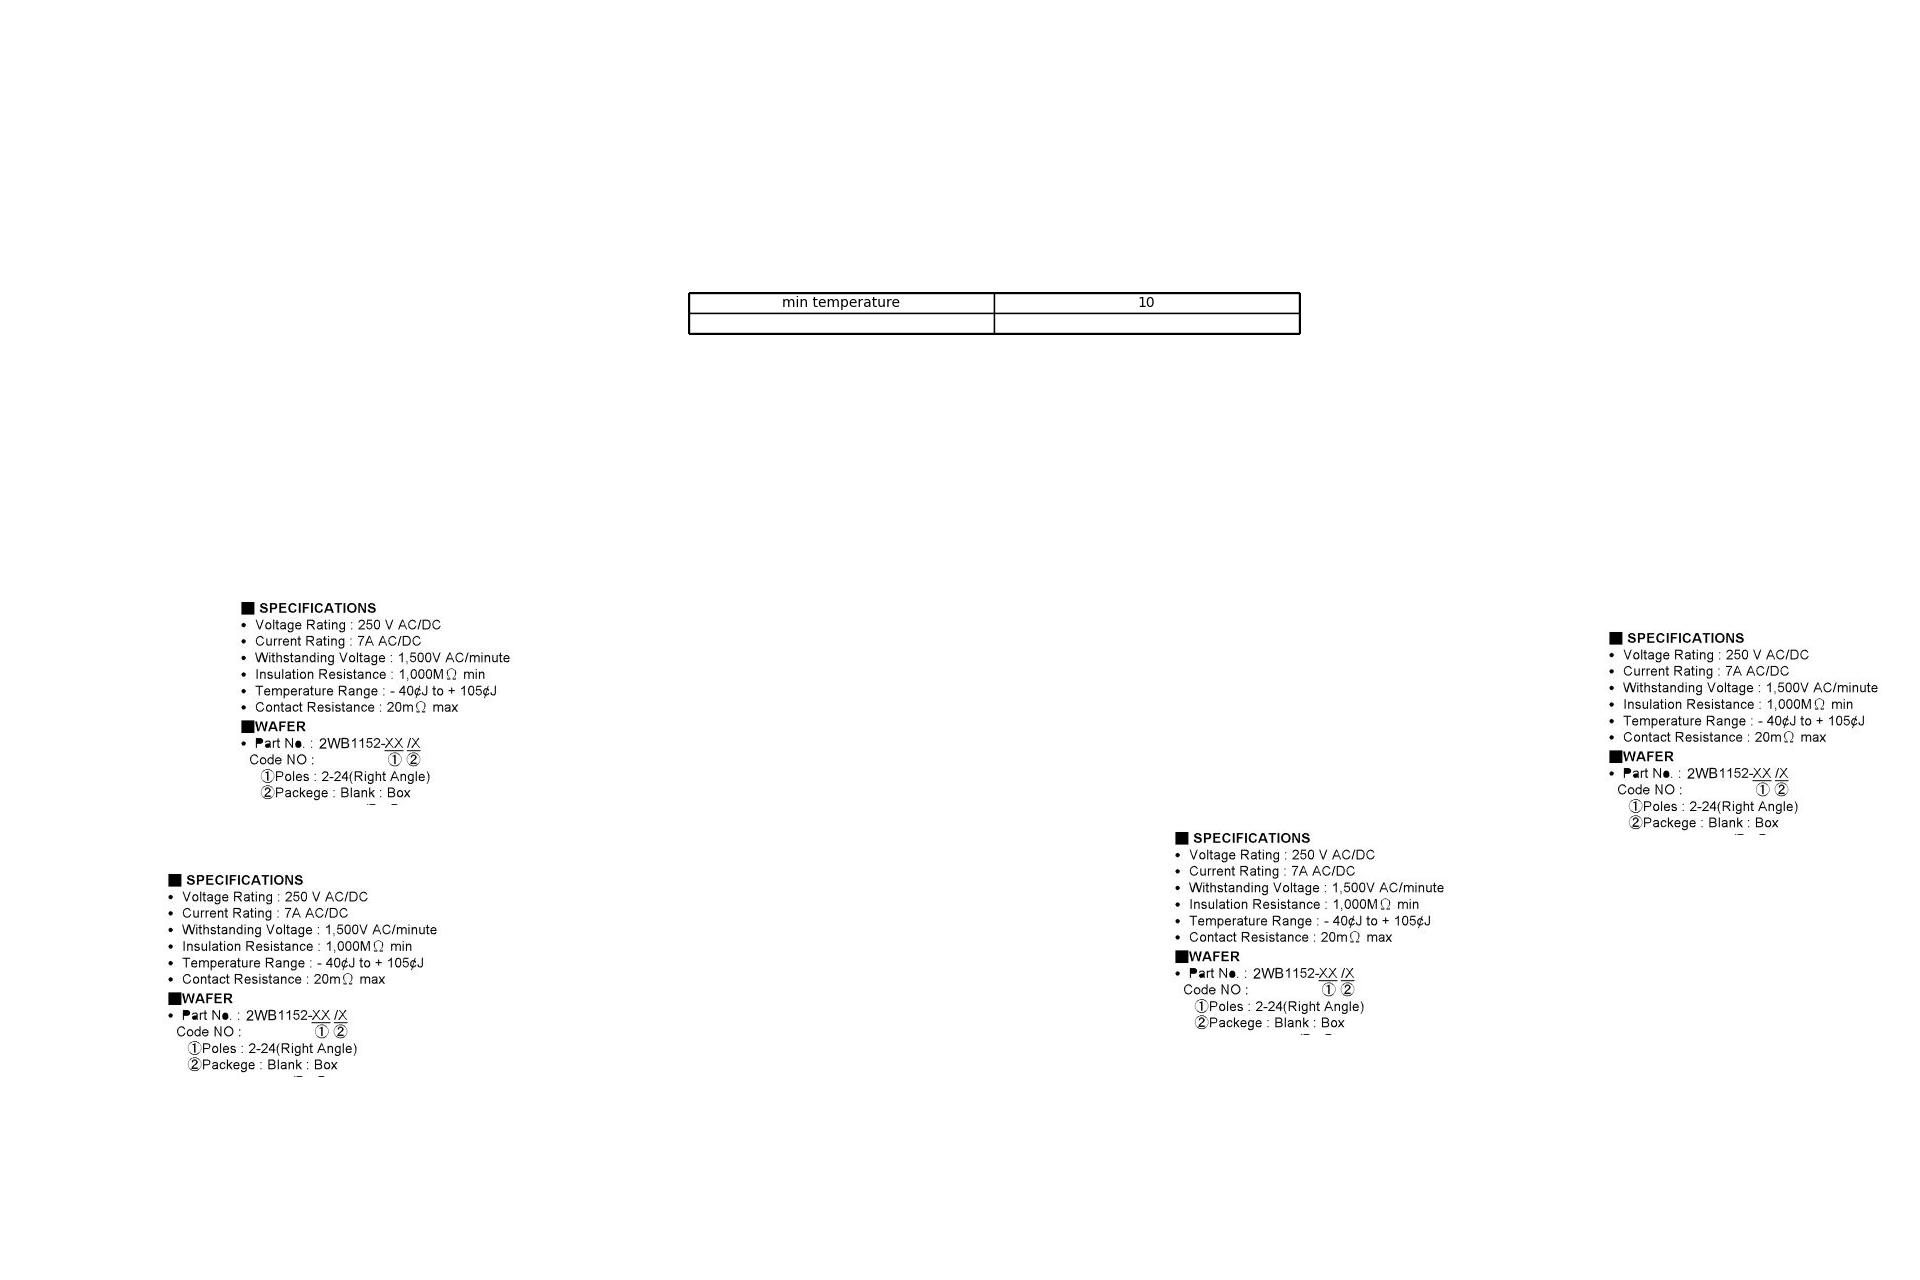 min temperature 10
■ SPECIFICATIONS
• Voltage Rating : 250 V AC/DC
• Current Rating : 7A AC/DC
• Withstanding Voltage : 1,500V AC/minute
• Insulation Resistance : 1,000MΩ min
• Temperature Range : - 40¢J to + 105¢J
• Contact Resistance : 20mΩ max
■WAFER
• Part No. : 2WB1152-XX /X
Code NO : ① ②
①Poles : 2-24(Right Angle)
②Packege : Blank : Box
■ SPECIFICATIONS
• Voltage Rating : 250 V AC/DC
• Current Rating : 7A AC/DC
• Withstanding Voltage : 1,500V AC/minute
• Insulation Resistance : 1,000MΩ min
• Temperature Range : - 40¢J to + 105¢J
• Contact Resistance : 20mΩ max
■WAFER
• Part No. : 2WB1152-XX /X
Code NO : ① ②
①Poles : 2-24(Right Angle)
②Packege : Blank : Box
■ SPECIFICATIONS
• Voltage Rating : 250 V AC/DC
• Current Rating : 7A AC/DC
• Withstanding Voltage : 1,500V AC/minute
• Insulation Resistance : 1,000MΩ min
• Temperature Range : - 40¢J to + 105¢J
• Contact Resistance : 20mΩ max
■WAFER
• Part No. : 2WB1152-XX /X
Code NO : ① ②
①Poles : 2-24(Right Angle)
②Packege : Blank : Box
■ SPECIFICATIONS
• Voltage Rating : 250 V AC/DC
• Current Rating : 7A AC/DC
• Withstanding Voltage : 1,500V AC/minute
• Insulation Resistance : 1,000MΩ min
• Temperature Range : - 40¢J to + 105¢J
• Contact Resistance : 20mΩ max
■WAFER
• Part No. : 2WB1152-XX /X
Code NO : ① ②
①Poles : 2-24(Right Angle)
②Packege : Blank : Box